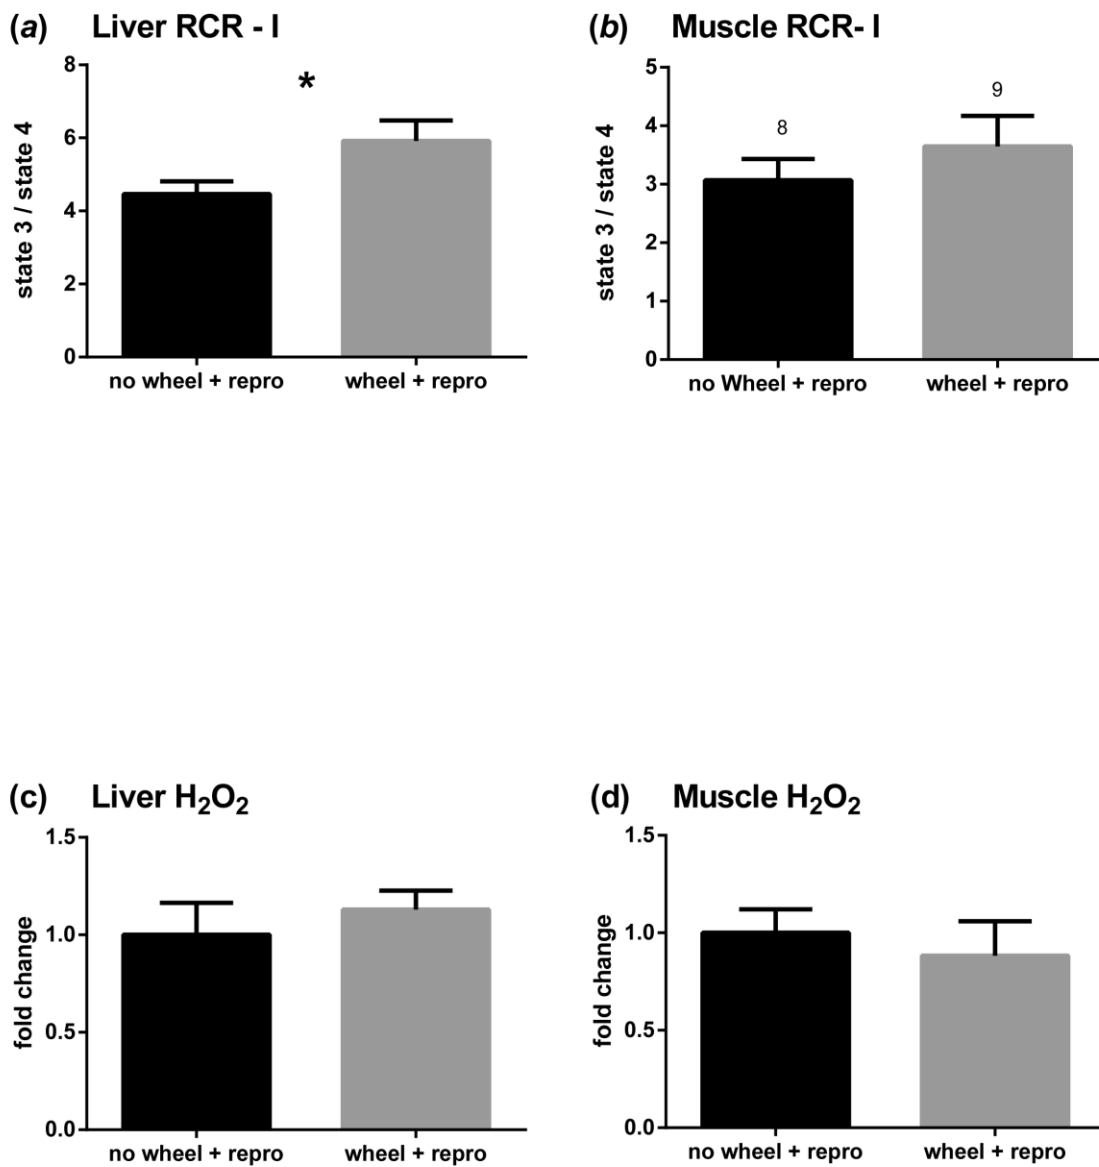 (a) Liver RCR - I
state 3 / state 4
8
6
4
2
0
*
no wheel + repro
wheel + repro
(b) Muscle RCR- I
state 3 / state 4
5
4
3
2
1
0
8
9
no Wheel + repro
wheel + repro
(c) Liver H₂O₂
fold change
1.5
1.0
0.5
0.0
no wheel + repro
wheel + repro
(d) Muscle H₂O₂
fold change
1.5
1.0
0.5
0.0
no wheel + repro
wheel + repro